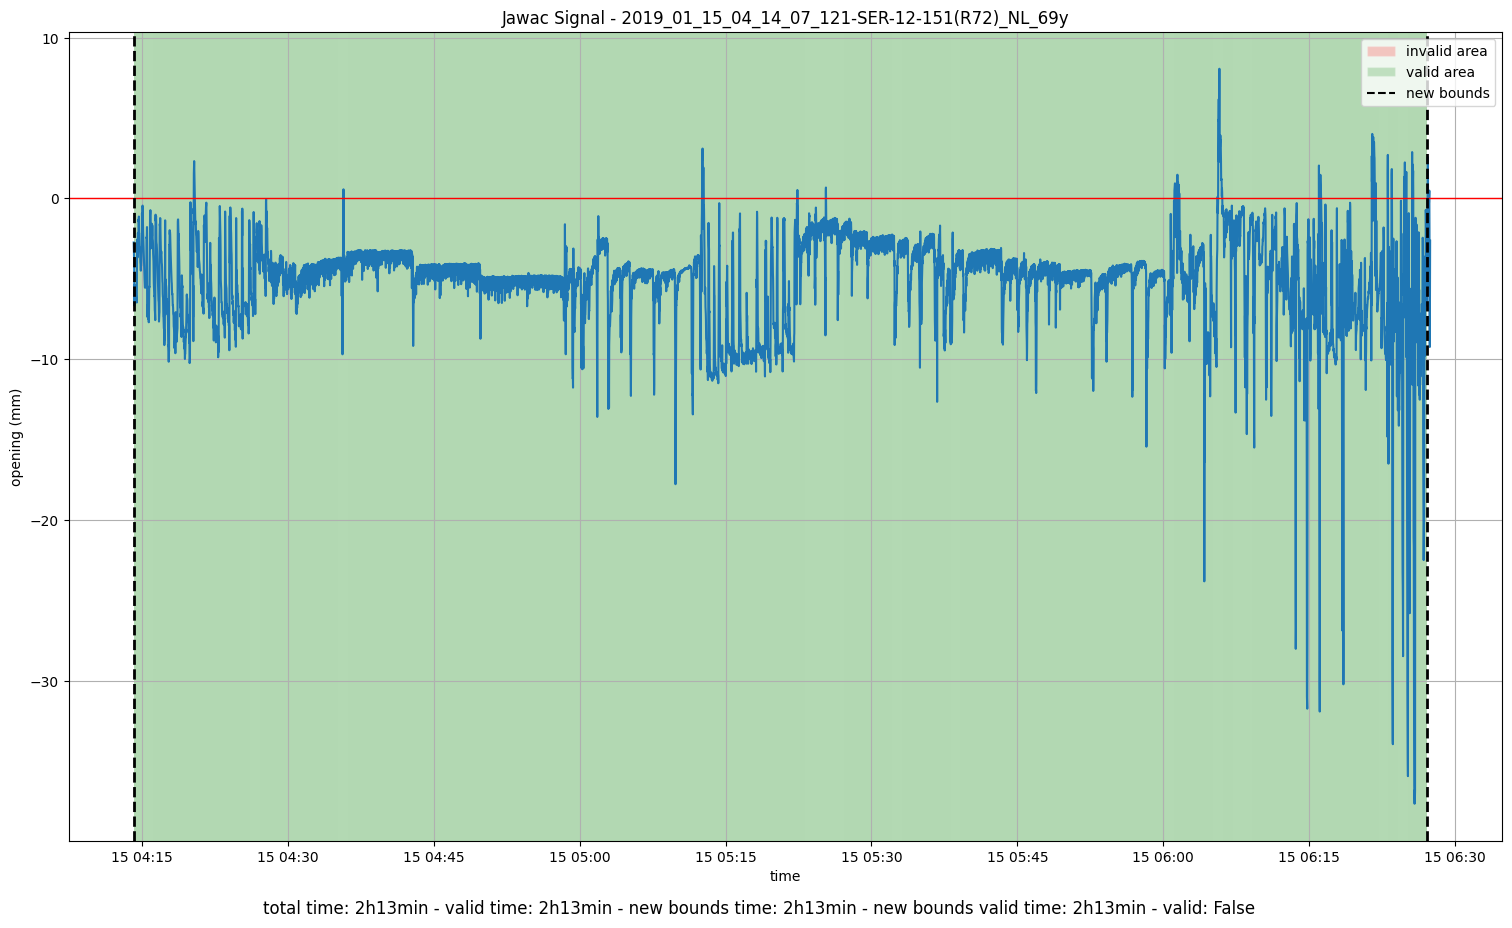 Jawac Signal - 2019_01_15_04_14_07_121-SER-12-151(R72)_NL_69y
invalid area
valid area
new bounds
10
0
−10
−20
−30
opening (mm)
15 04:15 15 04:30 15 04:45 15 05:00 15 05:15 15 05:30 15 05:45 15 06:00 15 06:15 15 06:30
time
total time: 2h13min - valid time: 2h13min - new bounds time: 2h13min - new bounds valid time: 2h13min - valid: False